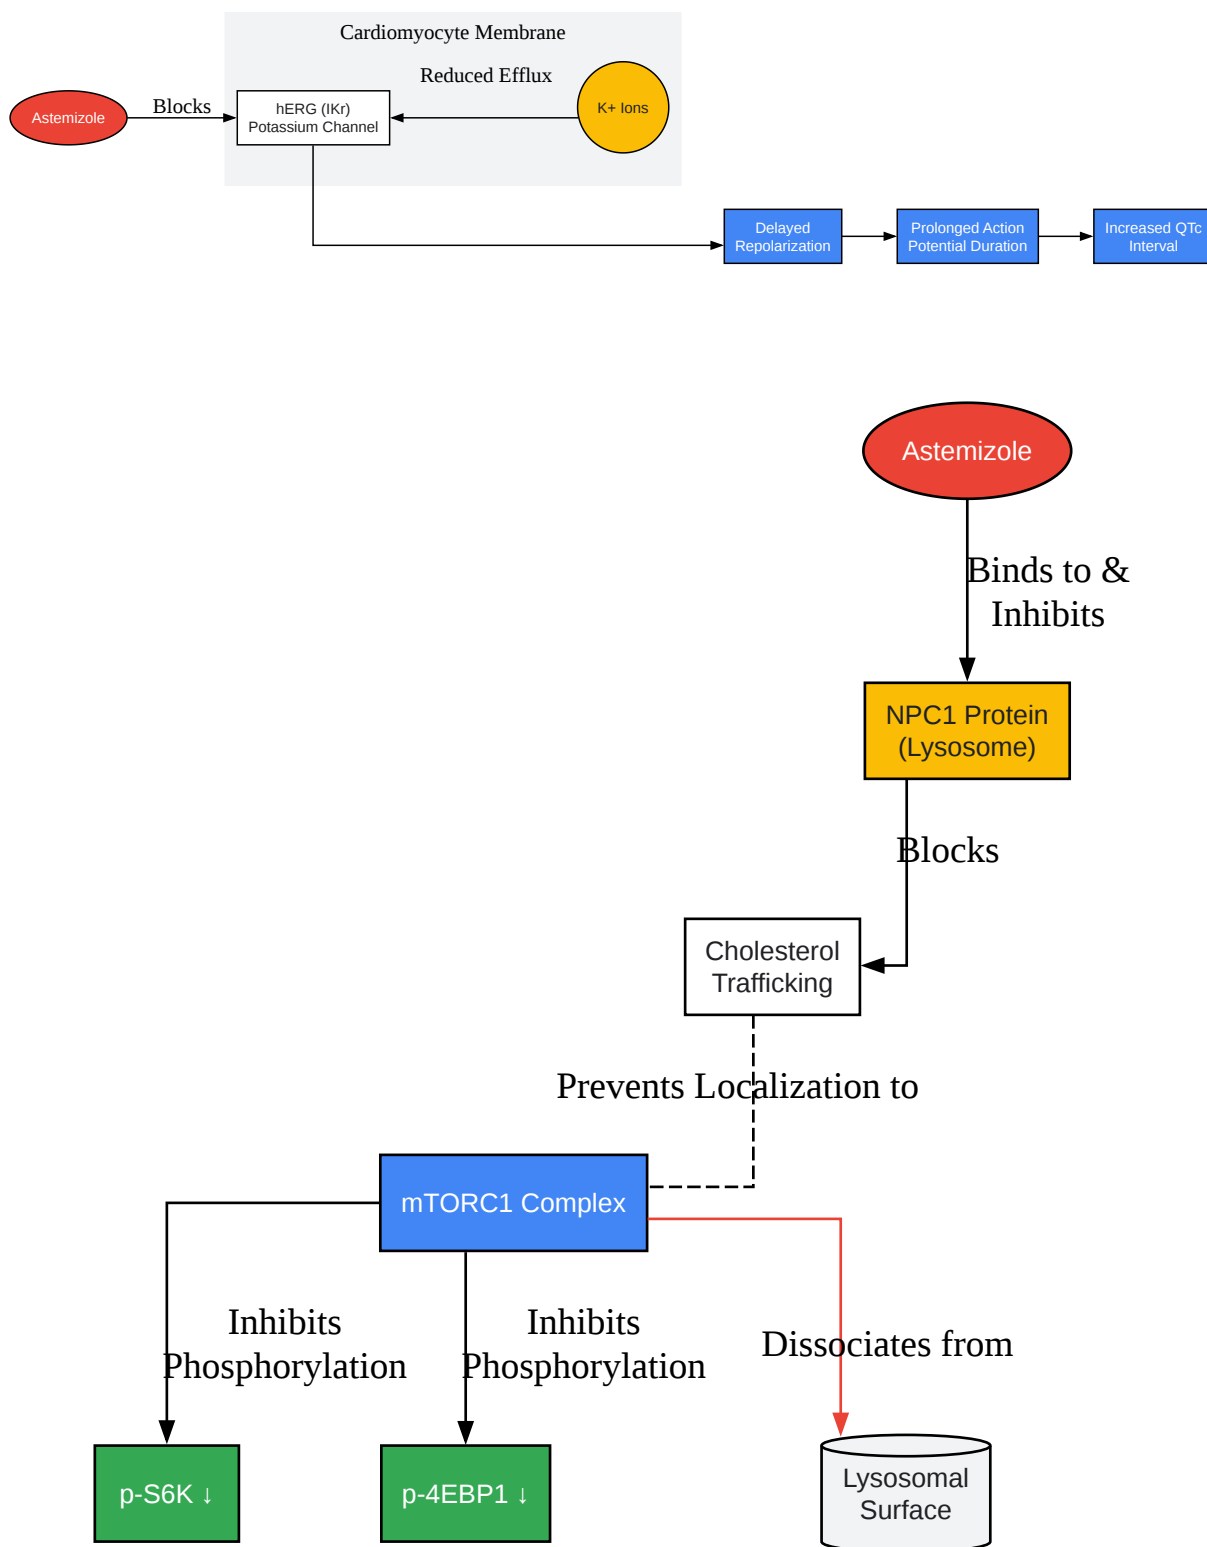 Cardiomyocyte Membrane
Reduced Efflux
Astemizole
Blocks
hERG (IKr)
Potassium Channel
K+ Ions
Delayed
Repolarization
Prolonged Action
Potential Duration
Increased QTc
Interval
Astemizole
Binds to &
Inhibits
NPC1 Protein
(Lysosome)
Blocks
Cholesterol
Trafficking
Prevents Localization to
mTORC1 Complex
Inhibits
Phosphorylation
Inhibits
Phosphorylation
Dissociates from
p-S6K ↓
p-4EBP1 ↓
Lysosomal
Surface